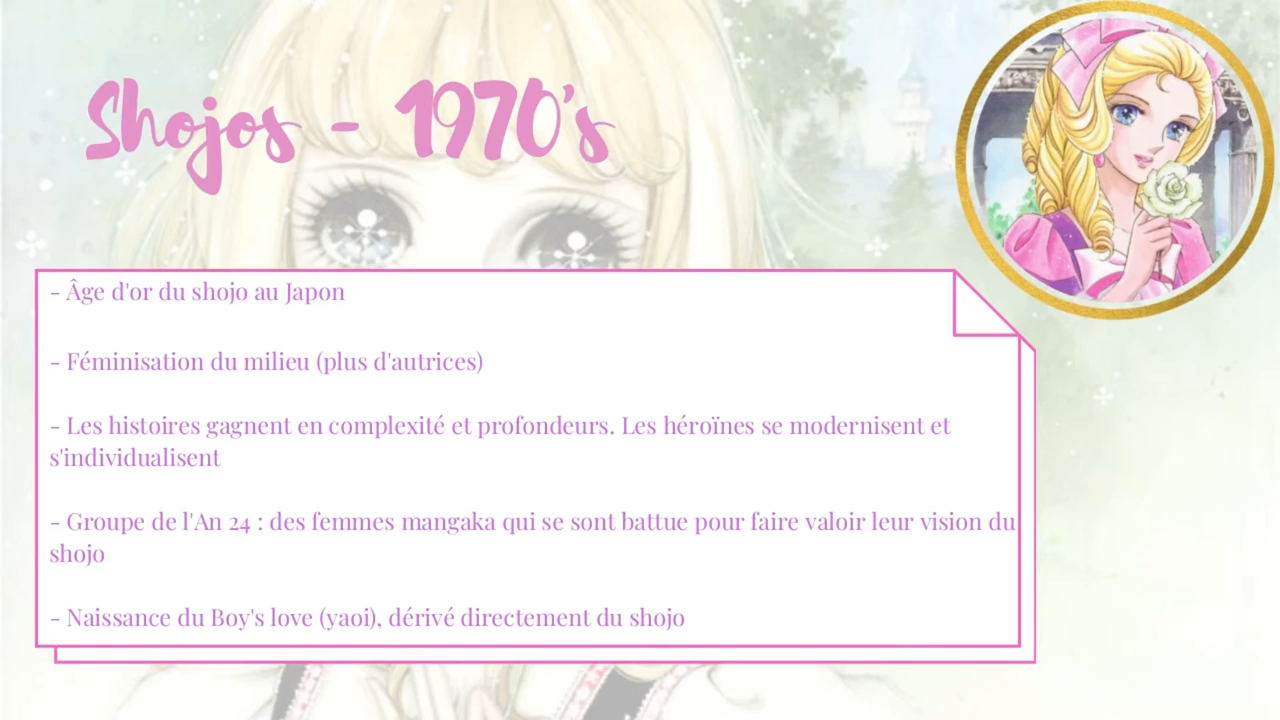 Shojos - 1970's
- Âge d'or du shojo au Japon
- Féminisation du milieu (plus d'autrices)
- Les histoires gagnent en complexité et profondeurs. Les héroïnes se modernisent et
s'individualisent
- Groupe de l'An 24 : des femmes mangaka qui se sont battue pour faire valoir leur vision du
shojo
- Naissance du Boy's love (yaoi), dérivé directement du shojo